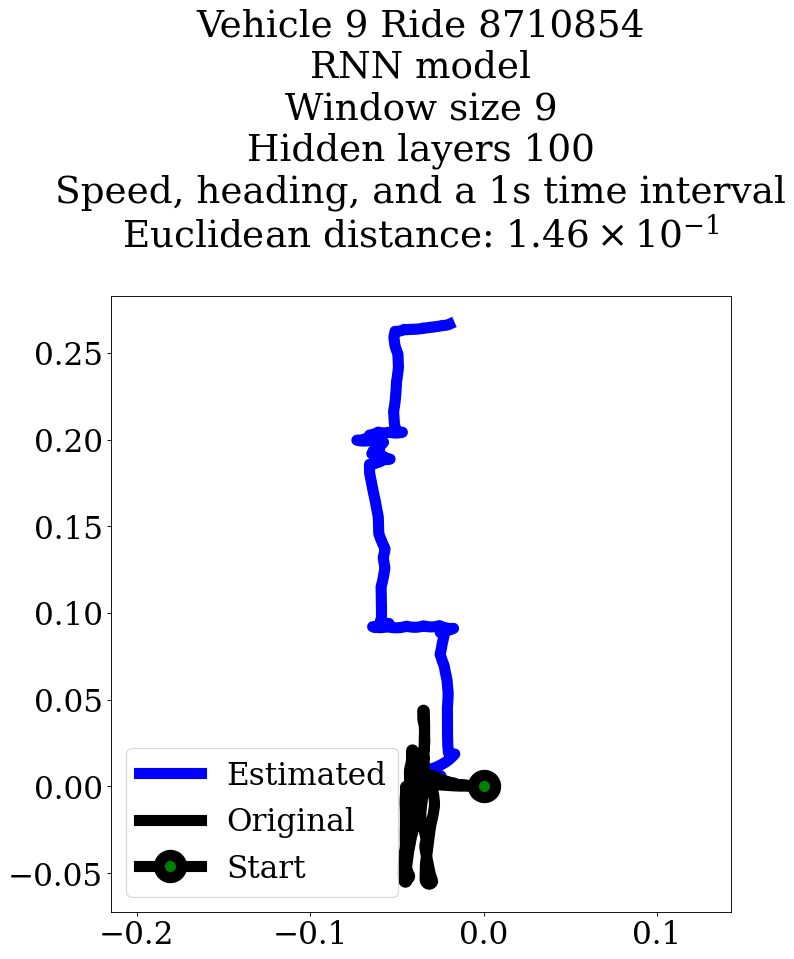 Vehicle 9 Ride 8710854
RNN model
Window size 9
Hidden layers 100
Speed, heading, and a 1s time interval
Euclidean distance: 1.46 × 10⁻¹
0.25
0.20
0.15
0.10
0.05
0.00
−0.05
Estimated
Original
Start
−0.2
−0.1
0.0
0.1